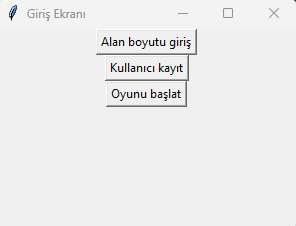 Giriş Ekranı
Alan boyutu giriş
Kullanıcı kayıt
Oyunu başlat